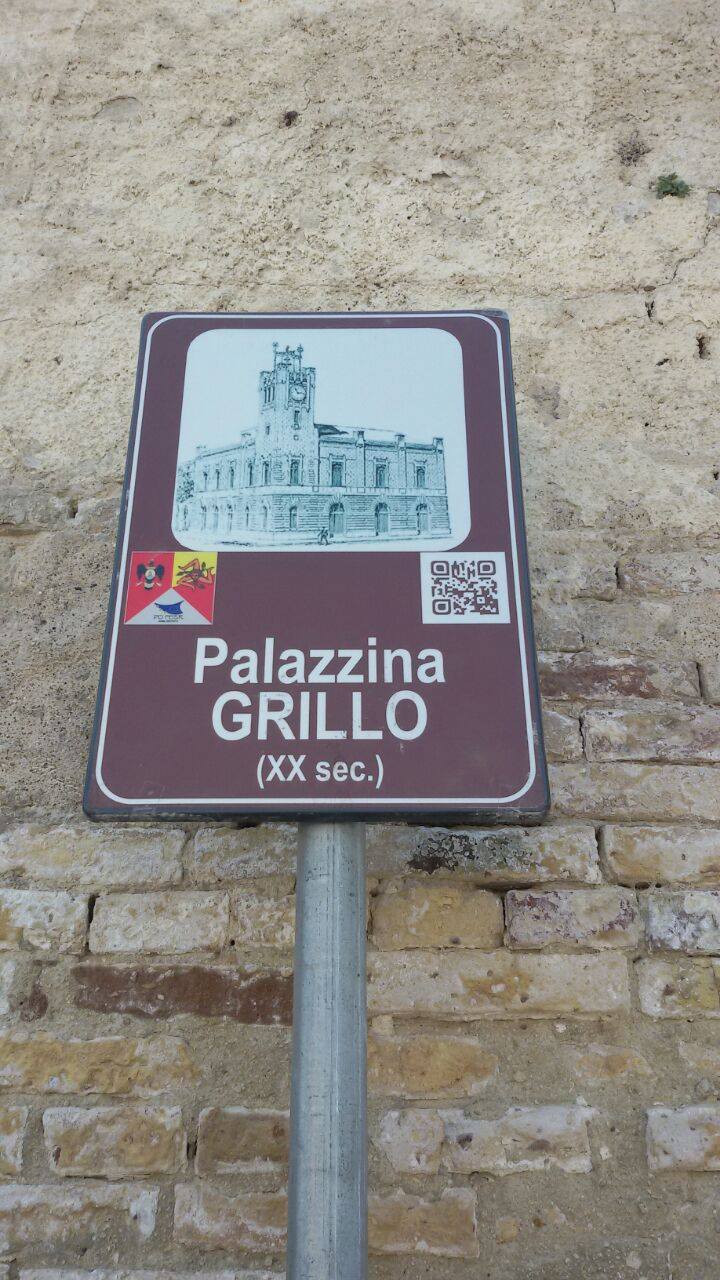 Palazzina
GRILLO
(XX sec.)